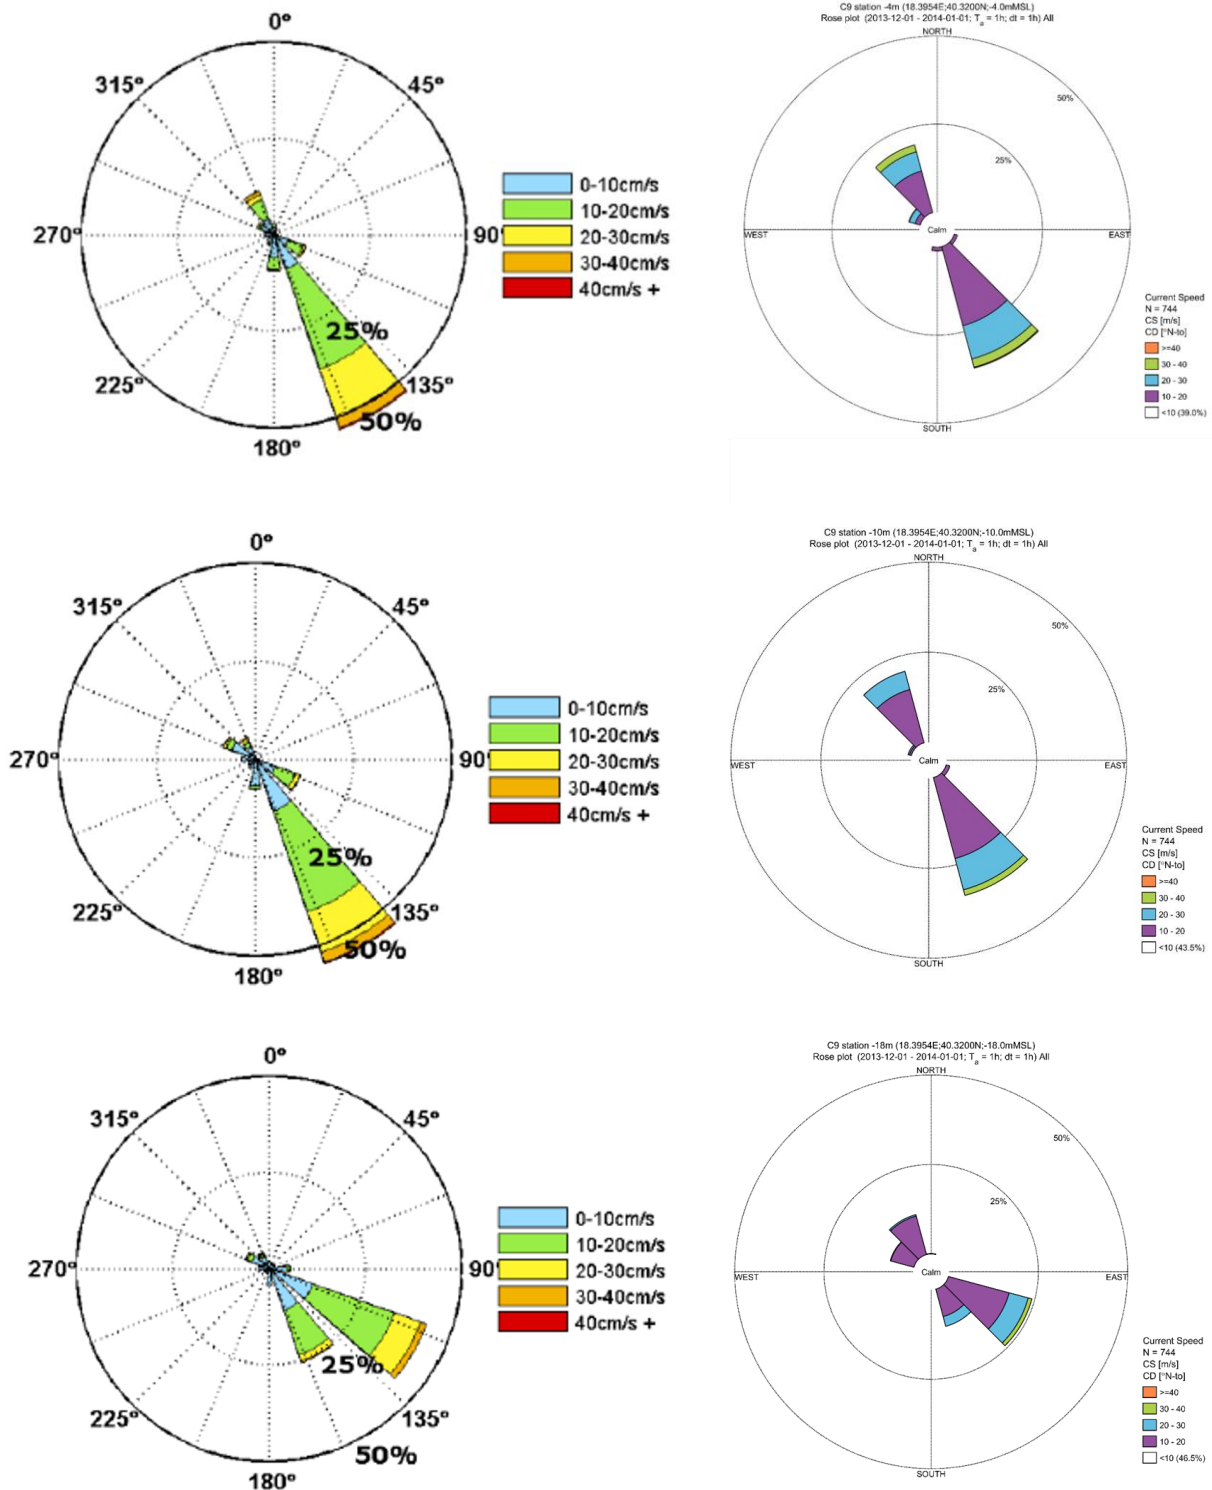 0°
45°
90°
135°
180°
225°
270°
315°
25%
50%
0-10cm/s
10-20cm/s
20-30cm/s
30-40cm/s
40cm/s +
C9 station -4m (18.3954E;40.3200N;-4.0mMSL)
Rose plot (2013-12-01 - 2014-01-01; Ta = 1h; dt = 1h) All
NORTH
50%
25%
WEST
Calm
EAST
SOUTH
Current Speed
N = 744
CS [m/s]
CD [°N-to]
>=40
30 - 40
20 - 30
10 - 20
<10 (39.0%)
0°
45°
90°
135°
180°
225°
270°
315°
25%
50%
0-10cm/s
10-20cm/s
20-30cm/s
30-40cm/s
40cm/s +
C9 station -10m (18.3954E;40.3200N;-10.0mMSL)
Rose plot (2013-12-01 - 2014-01-01; Ta = 1h; dt = 1h) All
NORTH
50%
25%
WEST
Calm
EAST
SOUTH
Current Speed
N = 744
CS [m/s]
CD [°N-to]
>=40
30 - 40
20 - 30
10 - 20
<10 (43.5%)
0°
45°
90
135°
180°
225°
270°
315°
25%
50%
0-10cm/s
10-20cm/s
20-30cm/s
30-40cm/s
40cm/s +
C9 station -18m (18.3954E;40.3200N;-18.0mMSL)
Rose plot (2013-12-01 - 2014-01-01; Ta = 1h; dt = 1h) All
NORTH
50%
25%
WEST
Calm
EAST
SOUTH
Current Speed
N = 744
CS [m/s]
CD [°N-to]
>=40
30 - 40
20 - 30
10 - 20
<10 (46.5%)